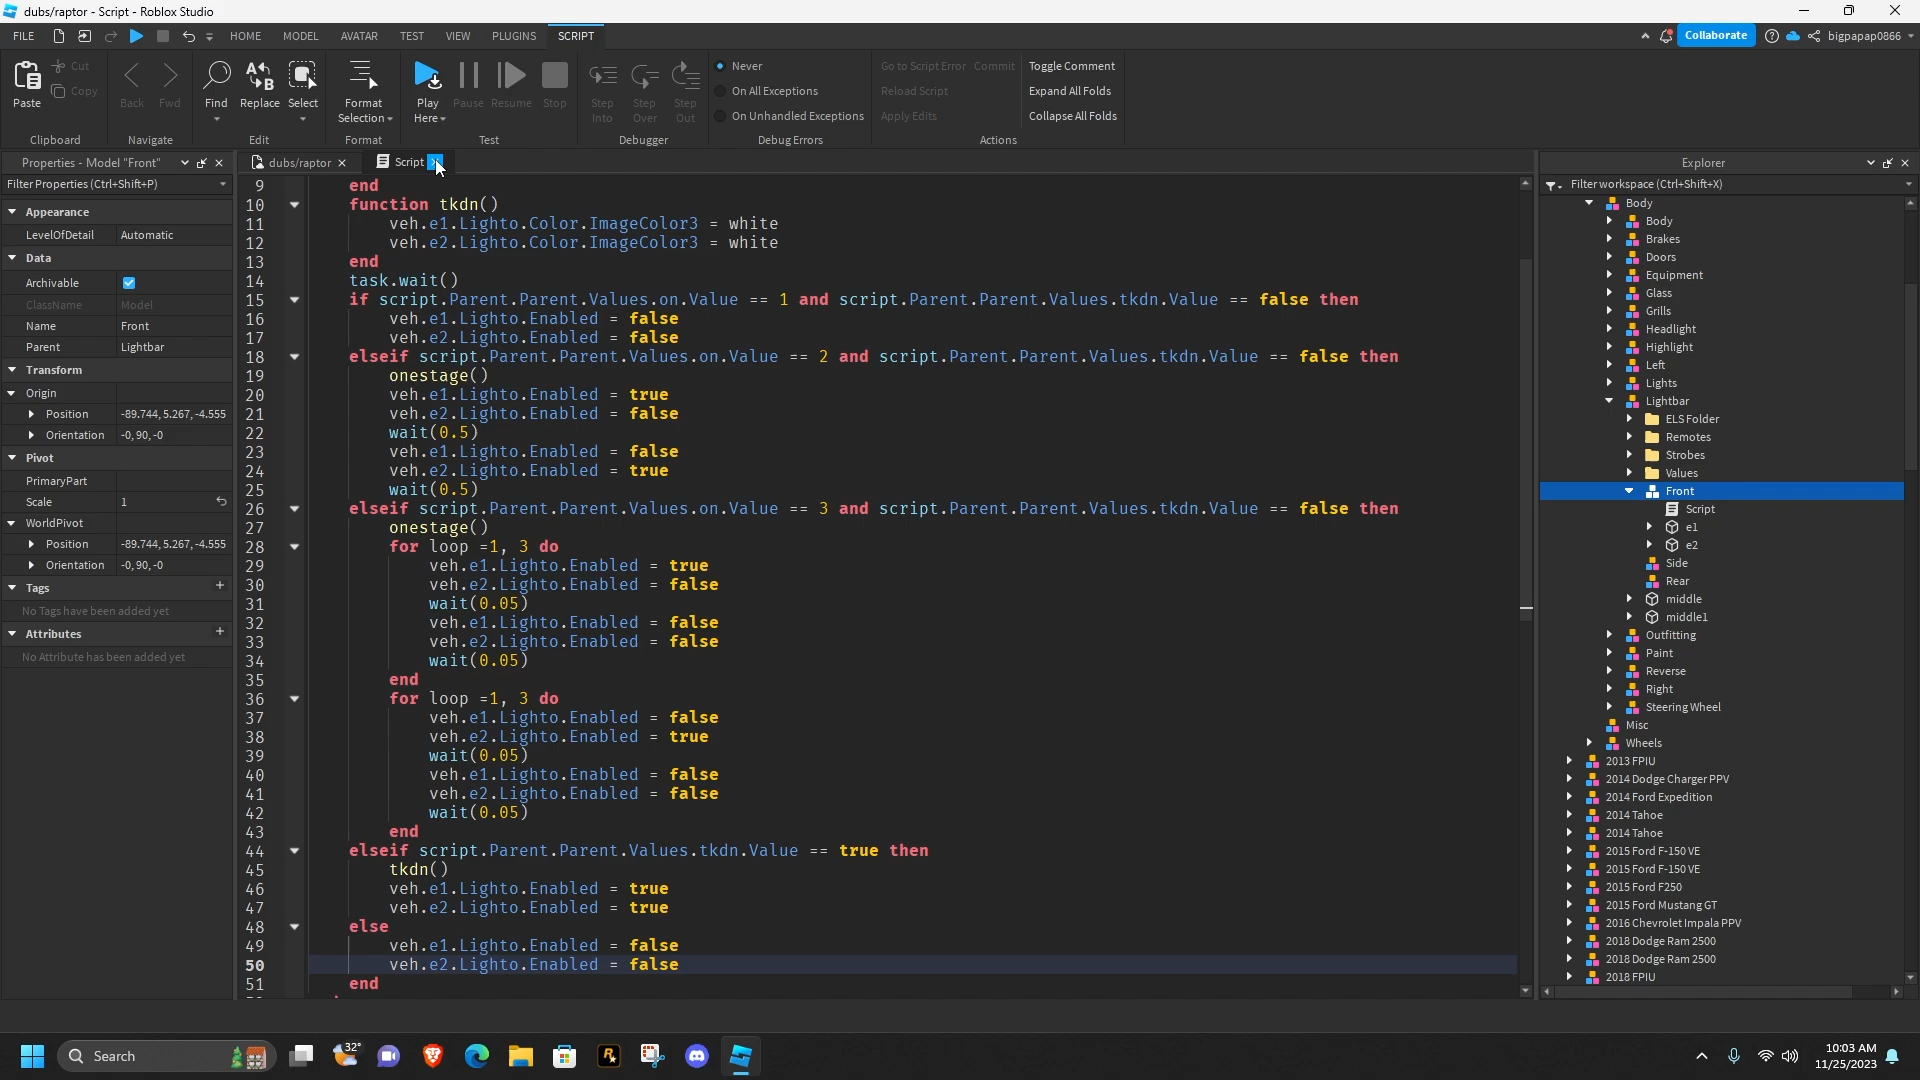 dubs/raptor - Script - Roblox Studio
FILE HOME MODEL AVATAR TEST VIEW PLUGINS SCRIPT Collaborate bigpapap0866
Paste Cut Copy Back Fwd Find Replace Select Format Selection Play Here Pause Resume Stop Step Into Step Over Step Out
Never
On All Exceptions
On Unhandled Exceptions
Go to Script Error Commit
Reload Script
Apply Edits
Toggle Comment
Expand All Folds
Collapse All Folds
Clipboard Navigate Edit Format Test Debugger Debug Errors Actions
Properties - Model "Front"
Filter Properties (Ctrl+Shift+P)
Appearance
LevelOfDetail Automatic
Data
Archivable
ClassName Model
Name Front
Parent Lightbar
Transform
Origin
Position -89.744, 5.267, -4.555
Orientation -0, 90, -0
Pivot
PrimaryPart
Scale 1
WorldPivot
Position -89.744, 5.267, -4.555
Orientation -0, 90, -0
Tags +
No Tags have been added yet
Attributes +
No Attribute has been added yet
dubs/raptor Script
9 end
10 function tkdn()
11 veh.e1.Lighto.Color.ImageColor3 = white
12 veh.e2.Lighto.Color.ImageColor3 = white
13 end
14 task.wait()
15 if script.Parent.Parent.Values.on.Value == 1 and script.Parent.Parent.Values.tkdn.Value == false then
16 veh.e1.Lighto.Enabled = false
17 veh.e2.Lighto.Enabled = false
18 elseif script.Parent.Parent.Values.on.Value == 2 and script.Parent.Parent.Values.tkdn.Value == false then
19 onestage()
20 veh.e1.Lighto.Enabled = true
21 veh.e2.Lighto.Enabled = false
22 wait(0.5)
23 veh.e1.Lighto.Enabled = false
24 veh.e2.Lighto.Enabled = true
25 wait(0.5)
26 elseif script.Parent.Parent.Values.on.Value == 3 and script.Parent.Parent.Values.tkdn.Value == false then
27 onestage()
28 for loop =1, 3 do
29 veh.e1.Lighto.Enabled = true
30 veh.e2.Lighto.Enabled = false
31 wait(0.05)
32 veh.e1.Lighto.Enabled = false
33 veh.e2.Lighto.Enabled = false
34 wait(0.05)
35 end
36 for loop =1, 3 do
37 veh.e1.Lighto.Enabled = false
38 veh.e2.Lighto.Enabled = true
39 wait(0.05)
40 veh.e1.Lighto.Enabled = false
41 veh.e2.Lighto.Enabled = false
42 wait(0.05)
43 end
44 elseif script.Parent.Parent.Values.tkdn.Value == true then
45 tkdn()
46 veh.e1.Lighto.Enabled = true
47 veh.e2.Lighto.Enabled = true
48 else
49 veh.e1.Lighto.Enabled = false
50 veh.e2.Lighto.Enabled = false
51 end
Explorer
Filter workspace (Ctrl+Shift+X)
Body
Body
Brakes
Doors
Equipment
Glass
Grills
Headlight
Highlight
Left
Lights
Lightbar
ELS Folder
Remotes
Strobes
Values
Front
Script
e1
e2
Side
Rear
middle
middle1
Outfitting
Paint
Reverse
Right
Steering Wheel
Misc
Wheels
2013 FPIU
2014 Dodge Charger PPV
2014 Ford Expedition
2014 Tahoe
2014 Tahoe
2015 Ford F-150 VE
2015 Ford F-150 VE
2015 Ford F250
2015 Ford Mustang GT
2016 Chevrolet Impala PPV
2018 Dodge Ram 2500
2018 Dodge Ram 2500
2018 FPIU
Search
32°
10:03 AM
11/25/2023